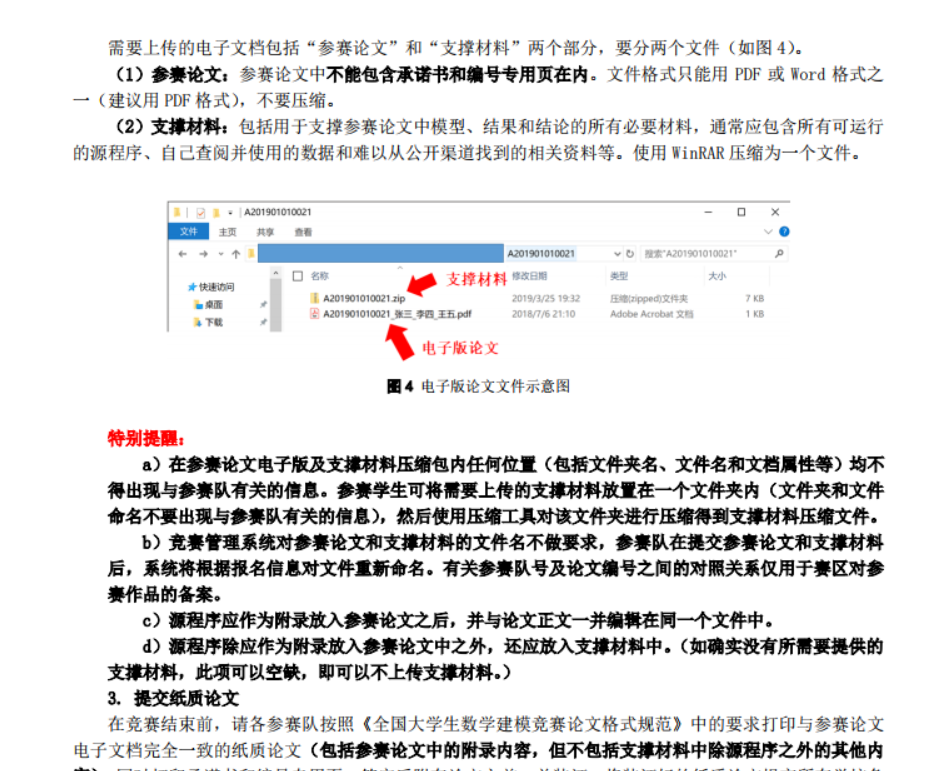 需要上传的电子文档包括“参赛论文”和“支撑材料”两个部分，要分两个文件（如图 4）。
（1）参赛论文：参赛论文中不能包含承诺书和编号专用页在内。文件格式只能用 PDF 或 Word 格式之
一（建议用 PDF 格式），不要压缩。
（2）支撑材料：包括用于支撑参赛论文中模型、结果和结论的所有必要材料，通常应包含所有可运行
的源程序、自己查阅并使用的数据和难以从公开渠道找到的相关资料等。使用 WinRAR 压缩为一个文件。
A201901010021
文件 主页 共享 查看
A201901010021 搜索"A201901010021"
名称 修改日期 类型 大小
支撑材料
快速访问
桌面 A201901010021.zip 2019/3/25 19:32 压缩(zipped)文件夹 7 KB
下载 A201901010021_张三_李四_王五.pdf 2018/7/6 21:10 Adobe Acrobat 文档 1 KB
电子版论文
图 4 电子版论文文件示意图
特别提醒：
a）在参赛论文电子版及支撑材料压缩包内任何位置（包括文件夹名、文件名和文档属性等）均不
得出现与参赛队有关的信息。参赛学生可将需要上传的支撑材料放置在一个文件夹内（文件夹和文件
命名不要出现与参赛队有关的信息），然后使用压缩工具对该文件夹进行压缩得到支撑材料压缩文件。
b）竞赛管理系统对参赛论文和支撑材料的文件名不做要求，参赛队在提交参赛论文和支撑材料
后，系统将根据报名信息对文件重新命名。有关参赛队号及论文编号之间的对照关系仅用于赛区对参
赛作品的备案。
c）源程序应作为附录放入参赛论文之后，并与论文正文一并编辑在同一个文件中。
d）源程序除应作为附录放入参赛论文中之外，还应放入支撑材料中。（如确实没有所需要提供的
支撑材料，此项可以空缺，即可以不上传支撑材料。）
3. 提交纸质论文
在竞赛结束前，请各参赛队按照《全国大学生数学建模竞赛论文格式规范》中的要求打印与参赛论文
电子文档完全一致的纸质论文（包括参赛论文中的附录内容，但不包括支撑材料中除源程序之外的其他内